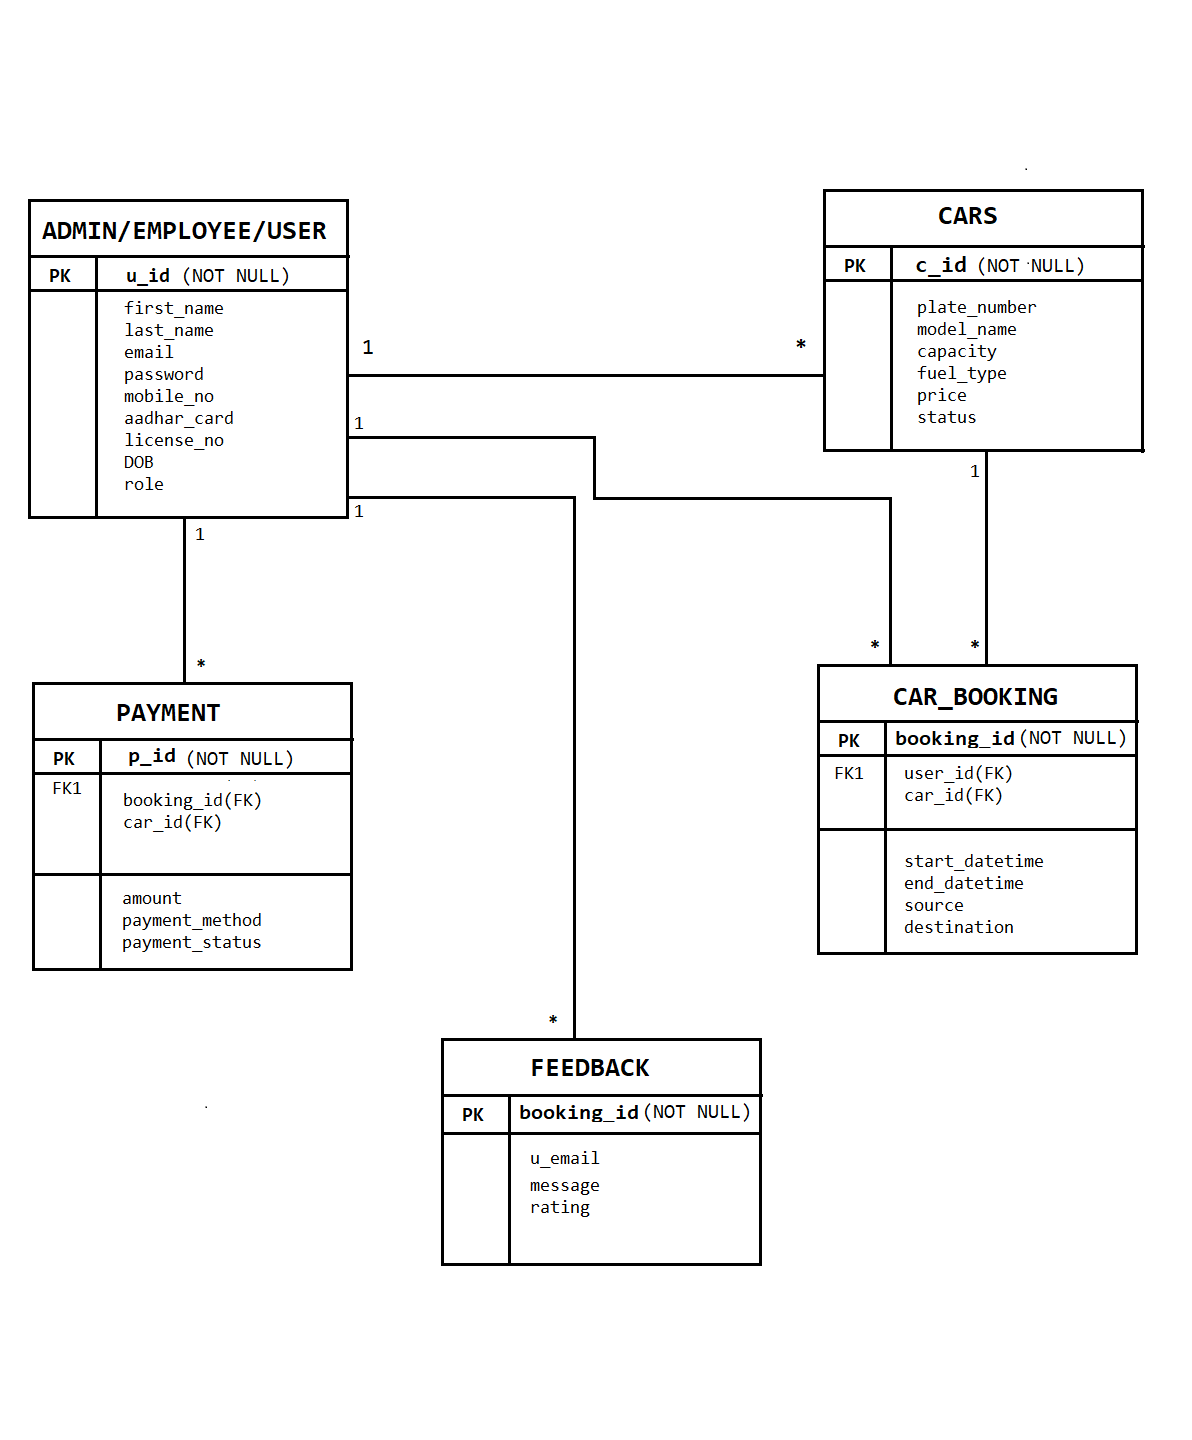 ADMIN/EMPLOYEE/USER
PK u_id (NOT NULL)
first_name
last_name
email
password
mobile_no
aadhar_card
license_no
DOB
role
CARS
PK c_id (NOT NULL)
plate_number
model_name
capacity
fuel_type
price
status
1 *
1
1
1
1
*
* *
PAYMENT
PK p_id (NOT NULL)
FK1
booking_id(FK)
car_id(FK)
amount
payment_method
payment_status
CAR_BOOKING
PK booking_id(NOT NULL)
FK1 user_id(FK)
car_id(FK)
start_datetime
end_datetime
source
destination
*
FEEDBACK
PK booking_id(NOT NULL)
u_email
message
rating